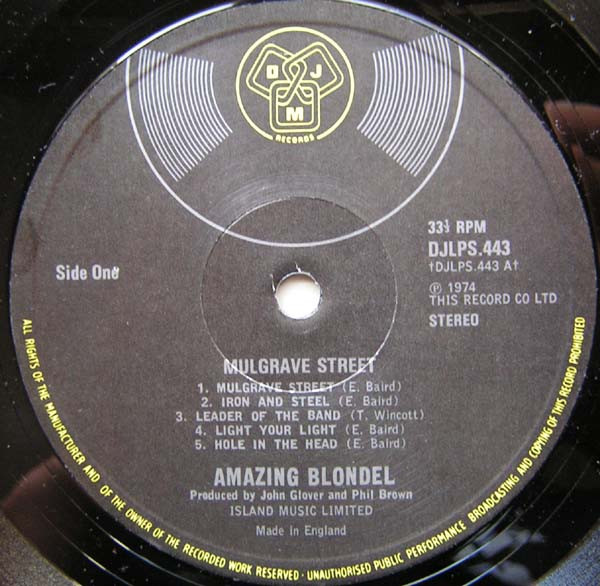 D J
M
RECORDS
33⅓ RPM
DJLPS.443
†DJLPS.443 A†
Ⓟ 1974
THIS RECORD CO LTD
STEREO
Side One
MULGRAVE STREET
1. MULGRAVE STREET (E. Baird)
2. IRON AND STEEL (E. Baird)
3. LEADER OF THE BAND (T. Wincott)
4. LIGHT YOUR LIGHT (E. Baird)
5. HOLE IN THE HEAD (E. Baird)
AMAZING BLONDEL
Produced by John Glover and Phil Brown
ISLAND MUSIC LIMITED
Made in England
ALL RIGHTS OF THE MANUFACTURER AND OF THE OWNER OF THE RECORDED WORK RESERVED · UNAUTHORISED PUBLIC PERFORMANCE BROADCASTING AND COPYING OF THIS RECORD PROHIBITED